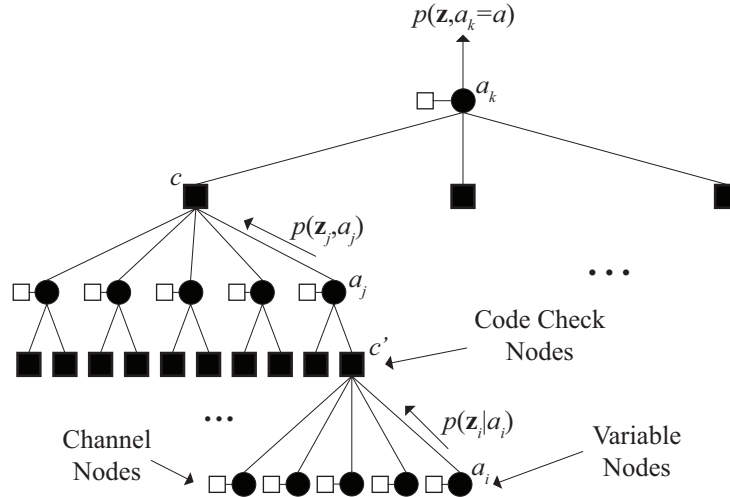 p(z,a_k=a)
a_k
c
p(z_j,a_j)
...
a_j
Code Check
Nodes
c'
...
p(z_i|a_i)
Channel
Nodes
Variable
Nodes
a_i